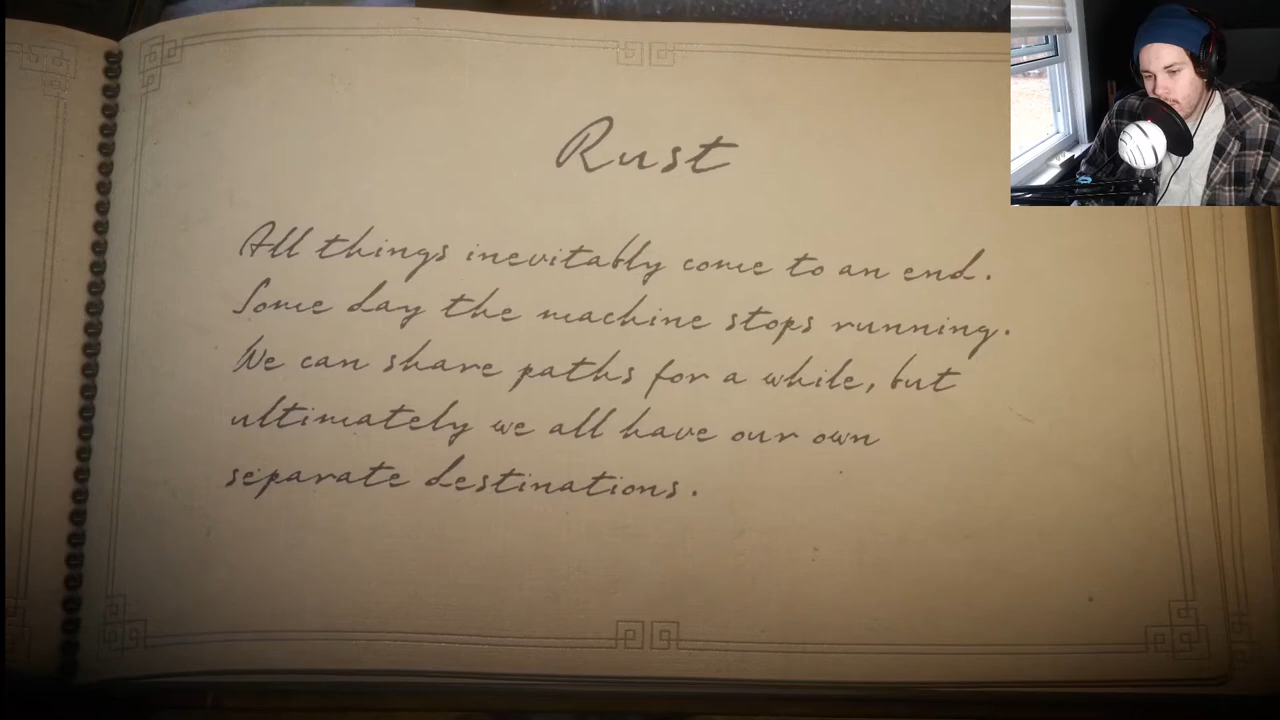 Rust
All things inevitably come to an end.
Some day the machine stops running.
We can share paths for a while, but
ultimately we all have our own
separate destinations.